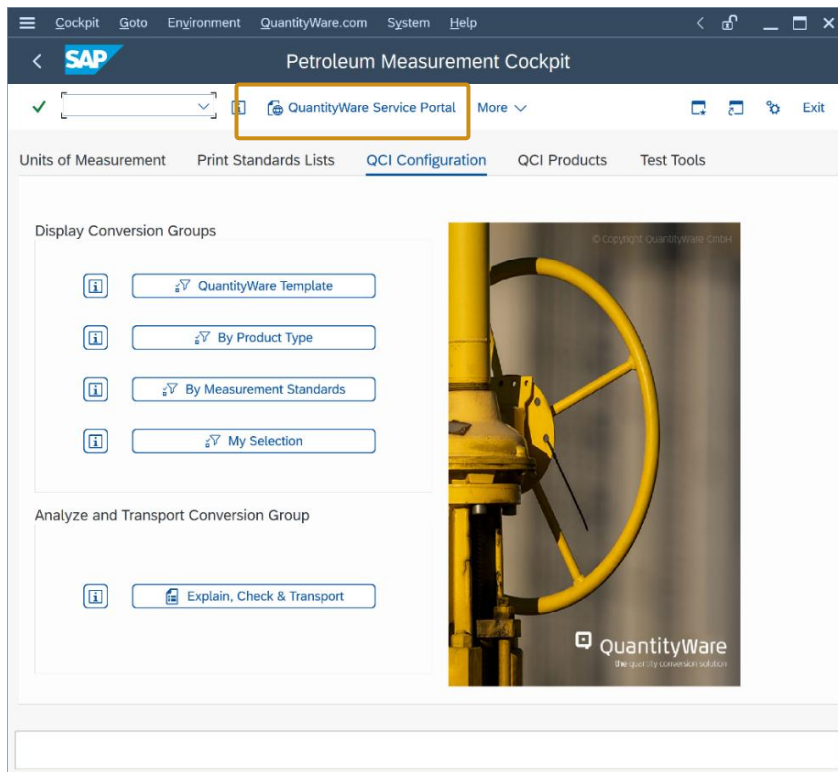 Cockpit Goto Environment QuantityWare.com System Help
SAP Petroleum Measurement Cockpit
QuantityWare Service Portal More Exit
Units of Measurement Print Standards Lists QCI Configuration QCI Products Test Tools
Display Conversion Groups
© Copyright QuantityWare GmbH
QuantityWare Template
By Product Type
By Measurement Standards
My Selection
Analyze and Transport Conversion Group
Explain, Check & Transport
QuantityWare
the quantity conversion solution